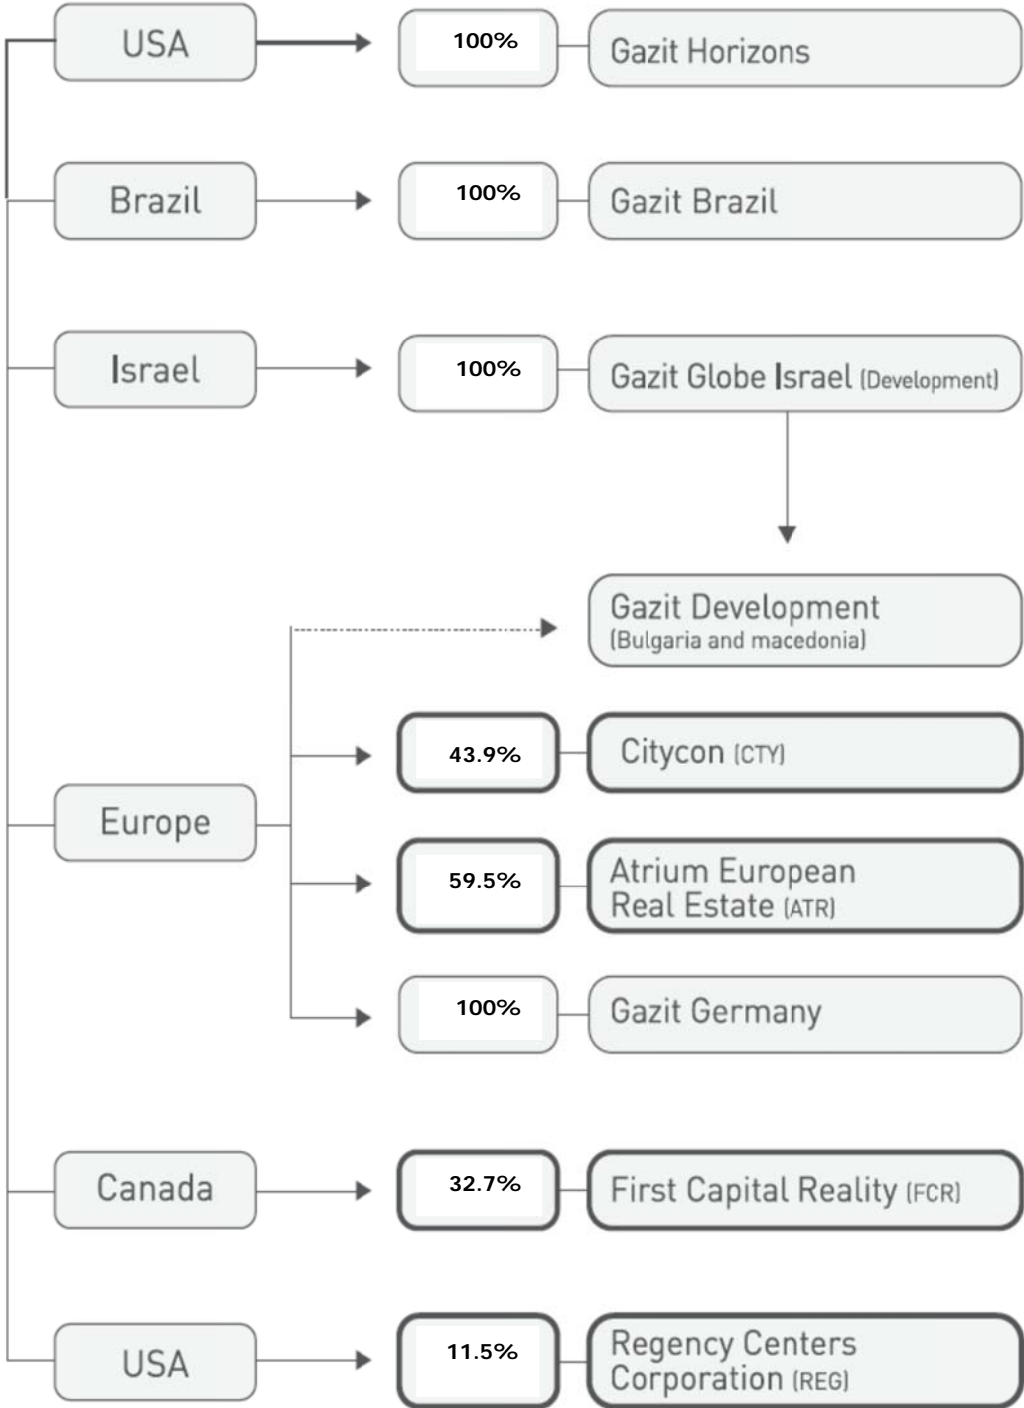 USA
100%
Gazit Horizons
Brazil
100%
Gazit Brazil
Israel
100%
Gazit Globe Israel (Development)
Gazit Development
(Bulgaria and macedonia)
43.9%
Citycon (CTY)
Europe
59.5%
Atrium European
Real Estate (ATR)
100%
Gazit Germany
Canada
32.7%
First Capital Reality (FCR)
USA
11.5%
Regency Centers
Corporation (REG)